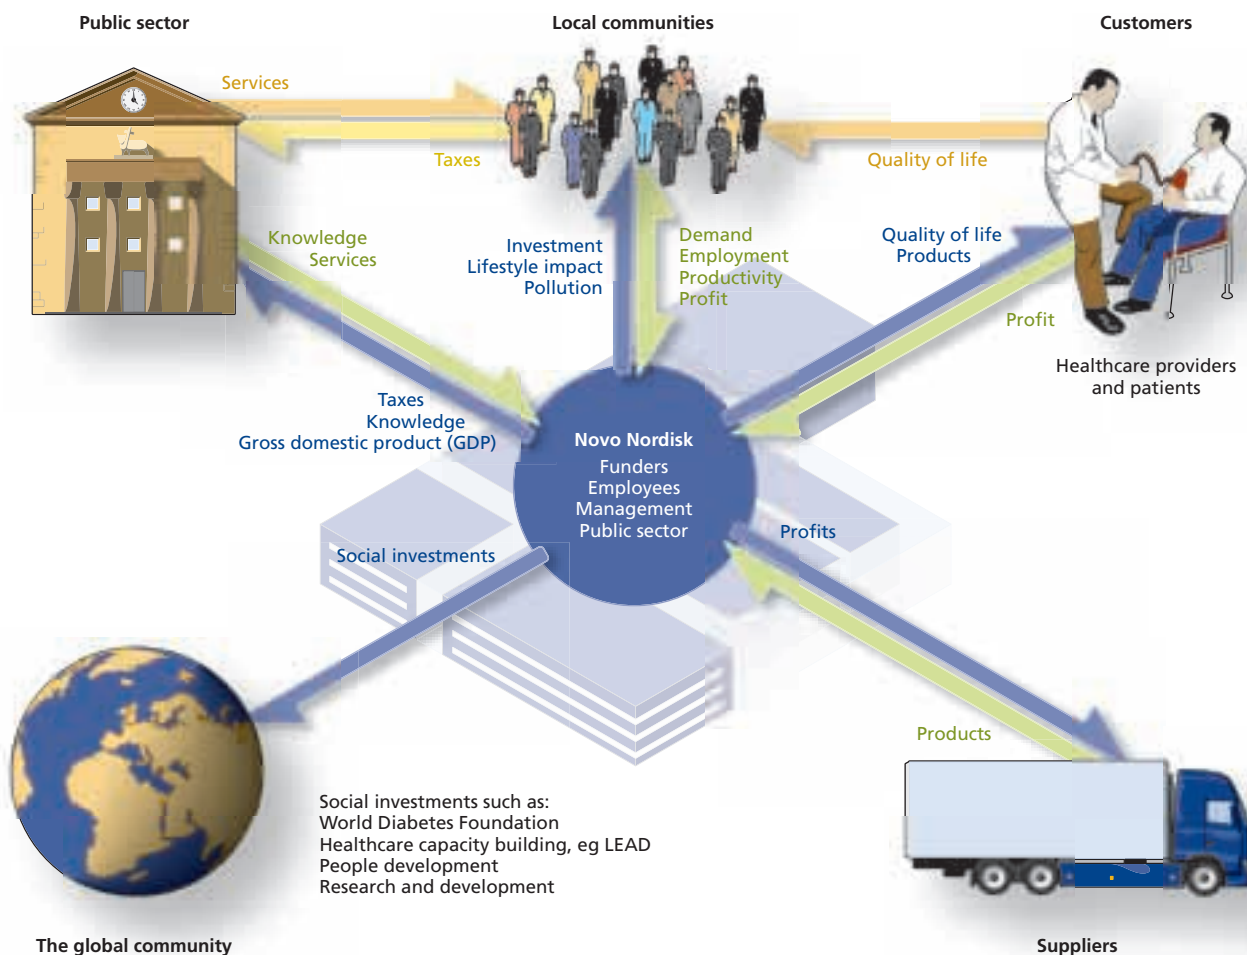 Public sector
Local communities
Customers
Services
Taxes
Quality of life
Knowledge
Services
Investment
Lifestyle impact
Pollution
Demand
Employment
Productivity
Profit
Quality of life
Products
Profit
Healthcare providers
and patients
Taxes
Knowledge
Gross domestic product (GDP)
Novo Nordisk
Funders
Employees
Management
Public sector
Social investments
Profits
Products
Social investments such as:
World Diabetes Foundation
Healthcare capacity building, eg LEAD
People development
Research and development
The global community
Suppliers